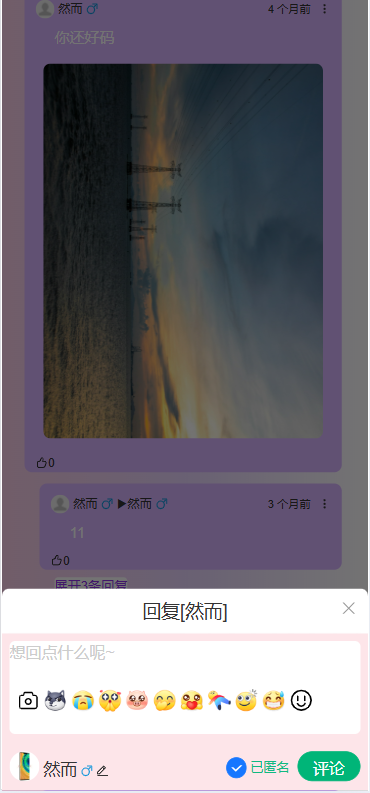 然而 4 个月前
你还好码
0
然而 ▶然而 3 个月前
11
0
展开3条回复
回复[然而]
想回点什么呢~
然而 已匿名 评论